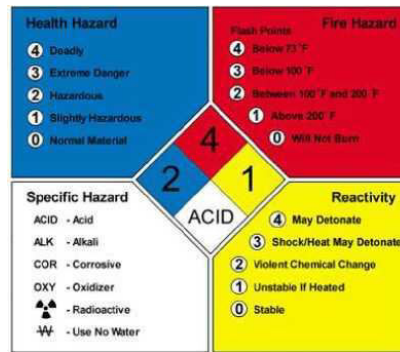 Health Hazard
4 Deadly
3 Extreme Danger
2 Hazardous
1 Slightly Hazardous
0 Normal Material
Fire Hazard
Flash Points
4 Below 73°F
3 Below 100°F
2 Between 100°F and 200°F
1 Above 200°F
0 Will Not Burn
4
2
1
ACID
Specific Hazard
ACID - Acid
ALK - Alkali
COR - Corrosive
OXY - Oxidizer
- Radioactive
W - Use No Water
Reactivity
4 May Detonate
3 Shock/Heat May Detonate
2 Violent Chemical Change
1 Unstable If Heated
0 Stable